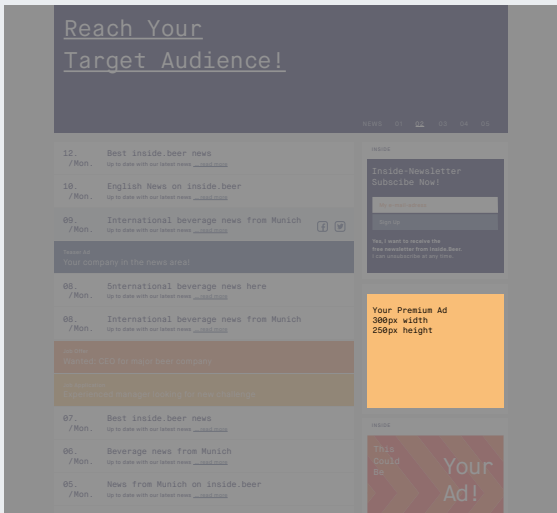 Reach Your
Target Audience!
NEWS 01 02 03 04 05
12. Best inside.beer news
/Mon. Up to date with our latest news ... read more
10. English News on inside.beer
/Mon. Up to date with our latest news ... read more
09. International beverage news from Munich
/Mon. Up to date with our latest news ... read more
Your company in the news area!
08. Snternational beverage news here
/Mon. Up to date with our latest news ... read more
08. International beverage news from Munich
/Mon. Up to date with our latest news ... read more
Wanted: CEO for major beer company
07. Best inside.beer news
/Mon. Up to date with our latest news ... read more
06. Beverage news from Munich
/Mon. Up to date with our latest news ... read more
05. News from Munich on inside.beer
/Mon. Up to date with our latest news ... read more
INSIDE
Inside-Newsletter
Subscibe Now!
Sign Up
Yes, I want to receive the
free newsletter from Inside.Beer.
I can unsubscribe at any time.
Your Premium Ad
300px width
250px height
INSIDE
This
Could
Be
Your
Ad!